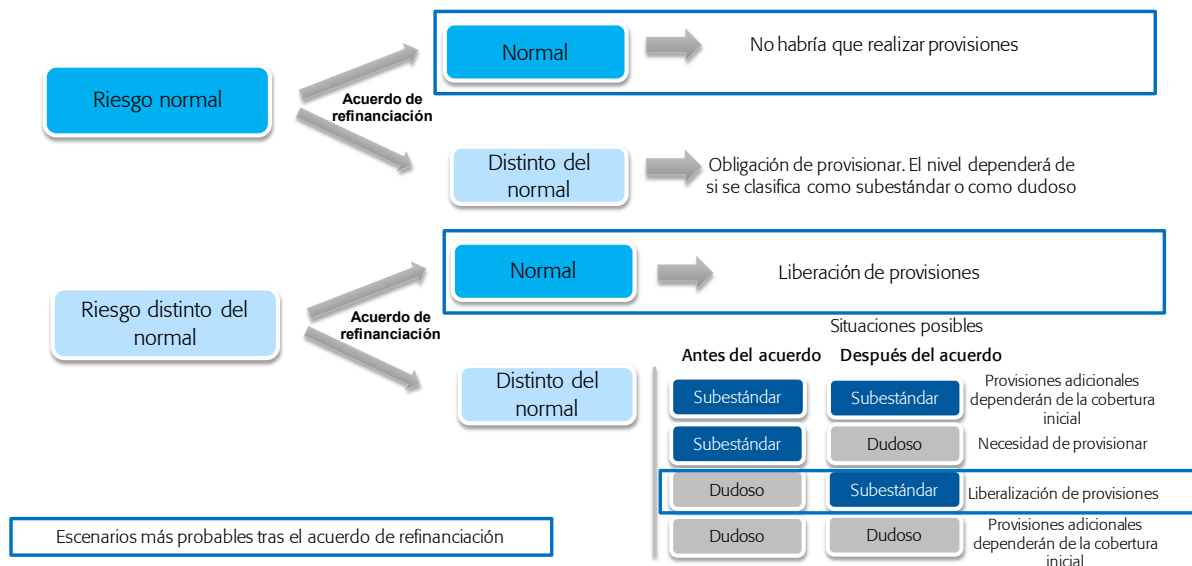 Normal
No habría que realizar provisiones
Riesgo normal
Acuerdo de
refinanciación
Distinto del
normal
Obligación de provisionar. El nivel dependerá de
si se clasifica como subestándar o como dudoso
Normal
Liberación de provisiones
Riesgo distinto del
normal
Acuerdo de
refinanciación
Distinto del
normal
Situaciones posibles
Antes del acuerdo Después del acuerdo
Subestándar Subestándar
Provisiones adicionales
dependerán de la cobertura
inicial
Subestándar Dudoso Necesidad de provisionar
Dudoso Subestándar Liberalización de provisiones
Dudoso Dudoso
Provisiones adicionales
dependerán de la cobertura
inicial
Escenarios más probables tras el acuerdo de refinanciación